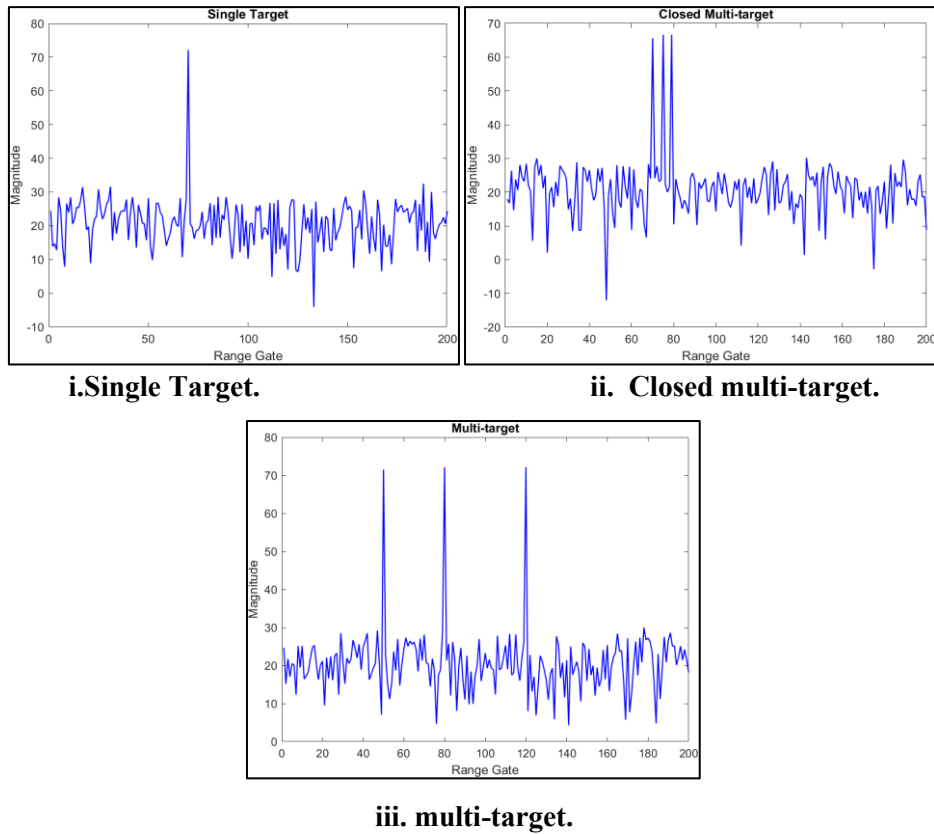 Single Target
80
70
60
50
40
30
20
10
0
-10
Magnitude
0 50 100 150 200
Range Gate
Closed Multi-target
70
60
50
40
30
20
10
0
-10
-20
Magnitude
0 20 40 60 80 100 120 140 160 180 200
Range Gate
i.Single Target.
ii. Closed multi-target.
Multi-target
80
70
60
50
40
30
20
10
0
Magnitude
0 20 40 60 80 100 120 140 160 180 200
Range Gate
iii. multi-target.